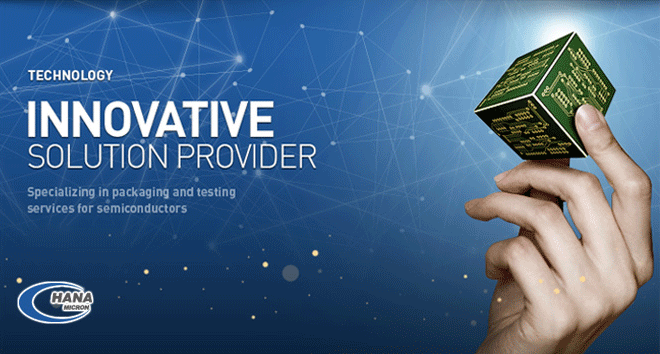 TECHNOLOGY
INNOVATIVE
SOLUTION PROVIDER
Specializing in packaging and testing
services for semiconductors
HANA
MICRON